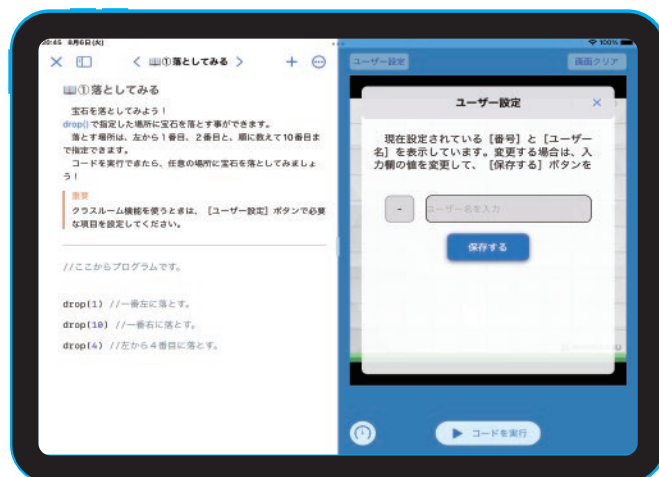 20:45 8月6日(火)
100%
①落としてみる
ユーザー設定
画面クリア
①落としてみる
宝石を落としてみよう！
drop()で指定した場所に宝石を落とす事ができます。
落とす場所は、左から1番目、2番目と、順に数えて10番目ま
で指定できます。
コードを実行できたら、任意の場所に宝石を落としてみましょ
う！
重要
クラスルーム機能を使うときは、［ユーザー設定］ボタンで必要
な項目を設定してください。
//ここからプログラムです。
drop(1) //一番左に落とす。
drop(10) //一番右に落とす。
drop(4) //左から４番目に落とす。
ユーザー設定
現在設定されている［番号］と［ユーザー
名］を表示しています。変更する場合は、入
力欄の値を変更して、［保存する］ボタンを
-
ユーザー名を入力
保存する
コードを実行